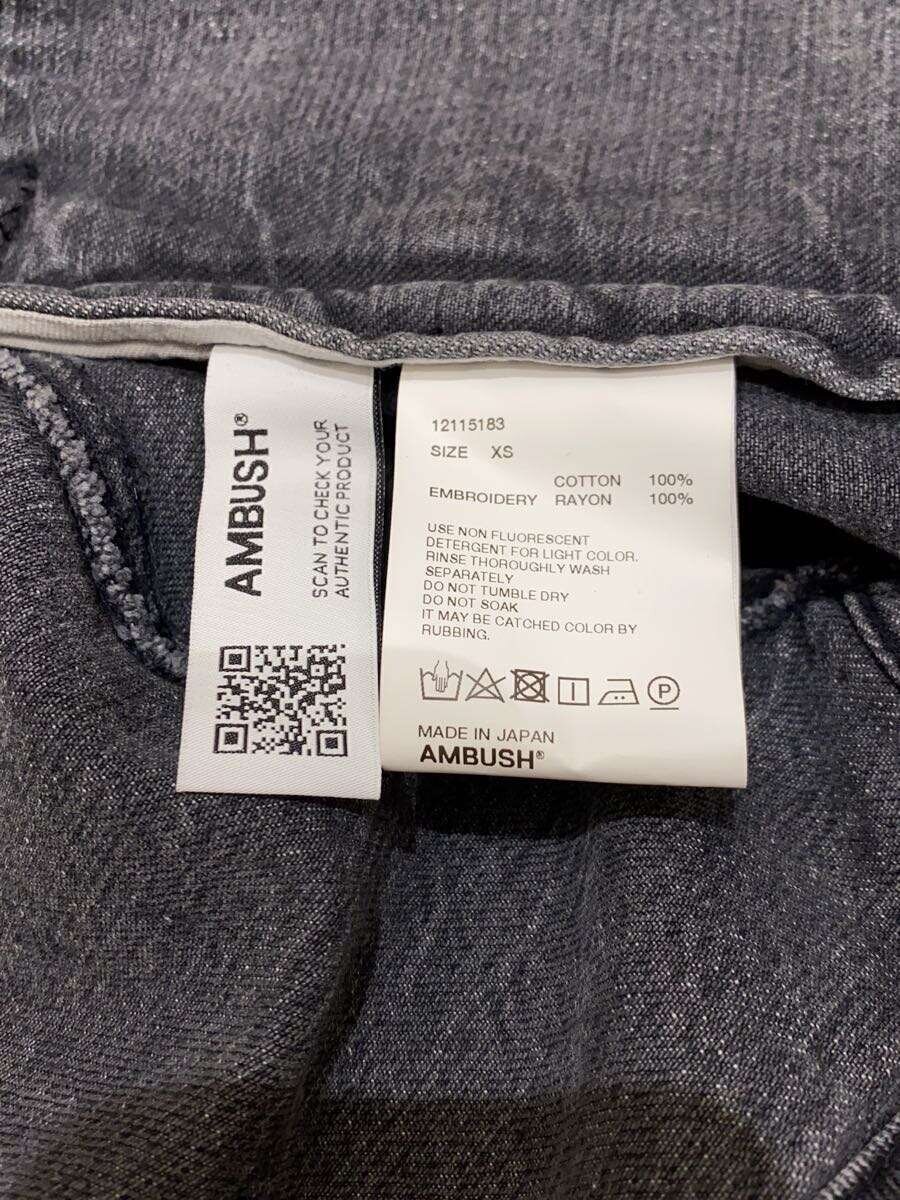 AMBUSH®
SCAN TO CHECK YOUR
AUTHENTIC PRODUCT
12115183
SIZE XS
COTTON 100%
EMBROIDERY RAYON 100%
USE NON FLUORESCENT
DETERGENT FOR LIGHT COLOR.
RINSE THOROUGHLY WASH
SEPARATELY
DO NOT TUMBLE DRY
DO NOT SOAK
IT MAY BE CATCHED COLOR BY
RUBBING.
P
MADE IN JAPAN
AMBUSH®